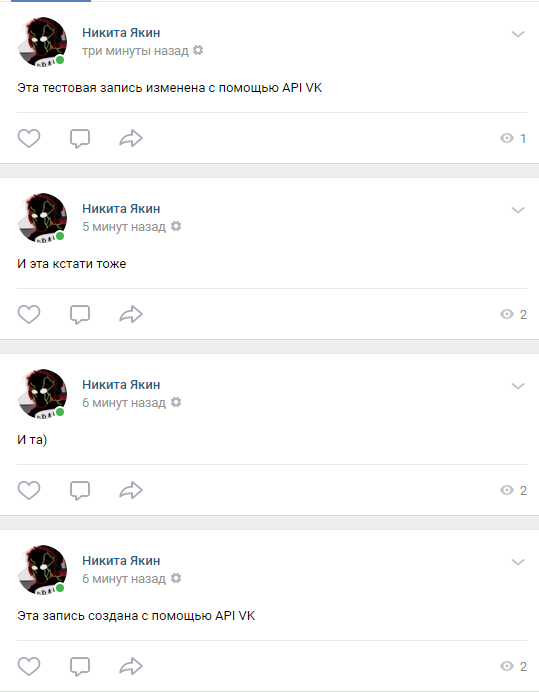 Никита Якин
три минуты назад
Эта тестовая запись изменена с помощью API VK
1
Никита Якин
5 минут назад
И эта кстати тоже
2
Никита Якин
6 минут назад
И та)
2
Никита Якин
6 минут назад
Эта запись создана с помощью API VK
2